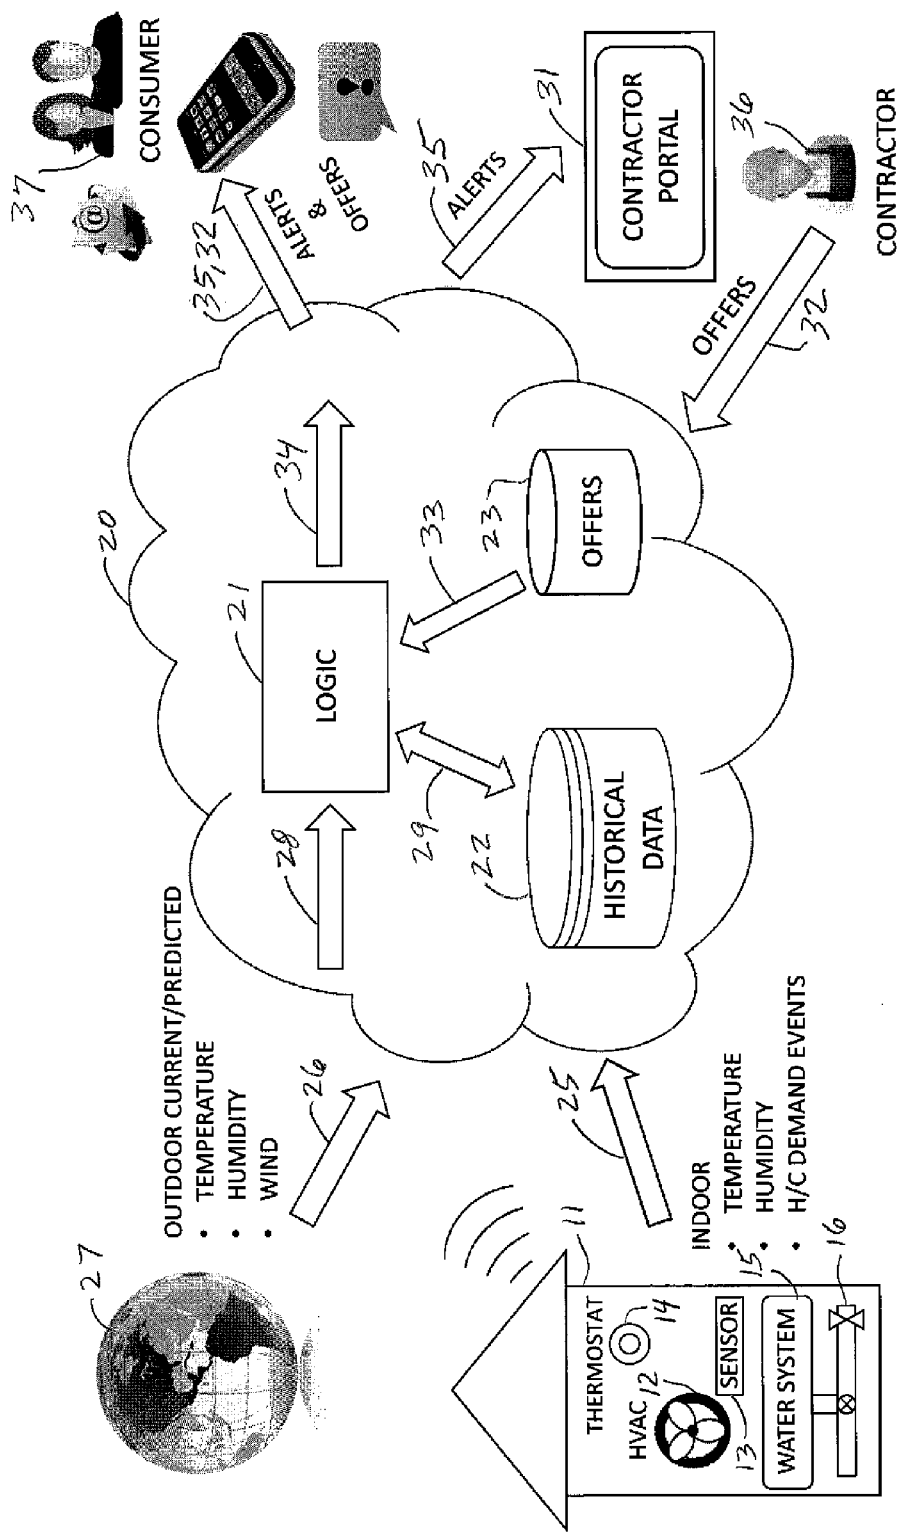 27
OUTDOOR CURRENT/PREDICTED
• TEMPERATURE
• HUMIDITY
• WIND
26
28
20
21
LOGIC
34
35,32
ALERTS
&
OFFERS
37
@
CONSUMER
!
THERMOSTAT
14
11
HVAC
12
13
SENSOR
15
WATER SYSTEM
16
25
INDOOR
• TEMPERATURE
• HUMIDITY
• H/C DEMAND EVENTS
29
22
HISTORICAL
DATA
33
23
OFFERS
35
ALERTS
31
CONTRACTOR
PORTAL
OFFERS
32
36
CONTRACTOR